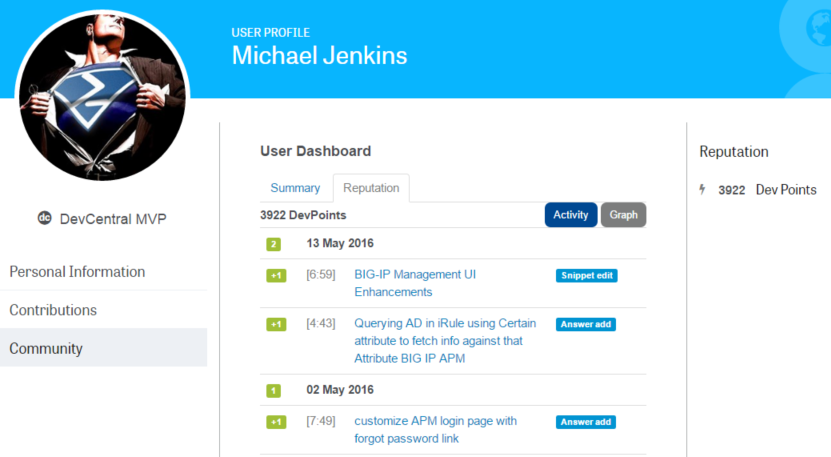 USER PROFILE
Michael Jenkins
dc DevCentral MVP
Personal Information
Contributions
Community
User Dashboard
Summary Reputation
3922 DevPoints Activity Graph
2 13 May 2016
+1 [6:59] BIG-IP Management UI Snippet edit
Enhancements
+1 [4:43] Querying AD in iRule using Certain Answer add
attribute to fetch info against that
Attribute BIG IP APM
1 02 May 2016
+1 [7:49] customize APM login page with Answer add
forgot password link
Reputation
3922 Dev Points